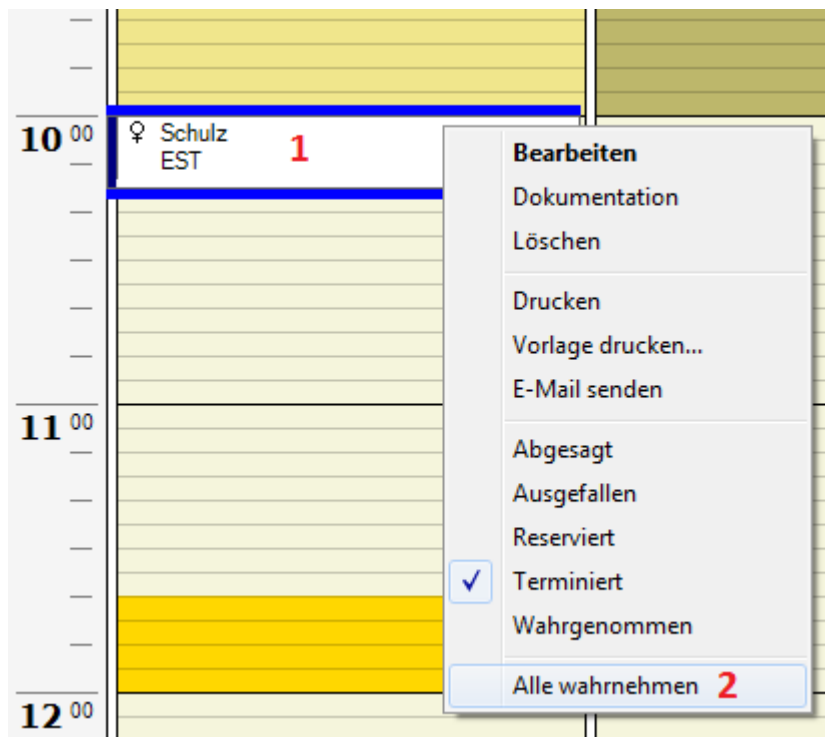 10 00
♀ Schulz 1
EST
Bearbeiten
Dokumentation
Löschen
Drucken
Vorlage drucken...
E-Mail senden
11 00
Abgesagt
Ausgefallen
Reserviert
✓ Terminiert
Wahrgenommen
Alle wahrnehmen 2
12 00